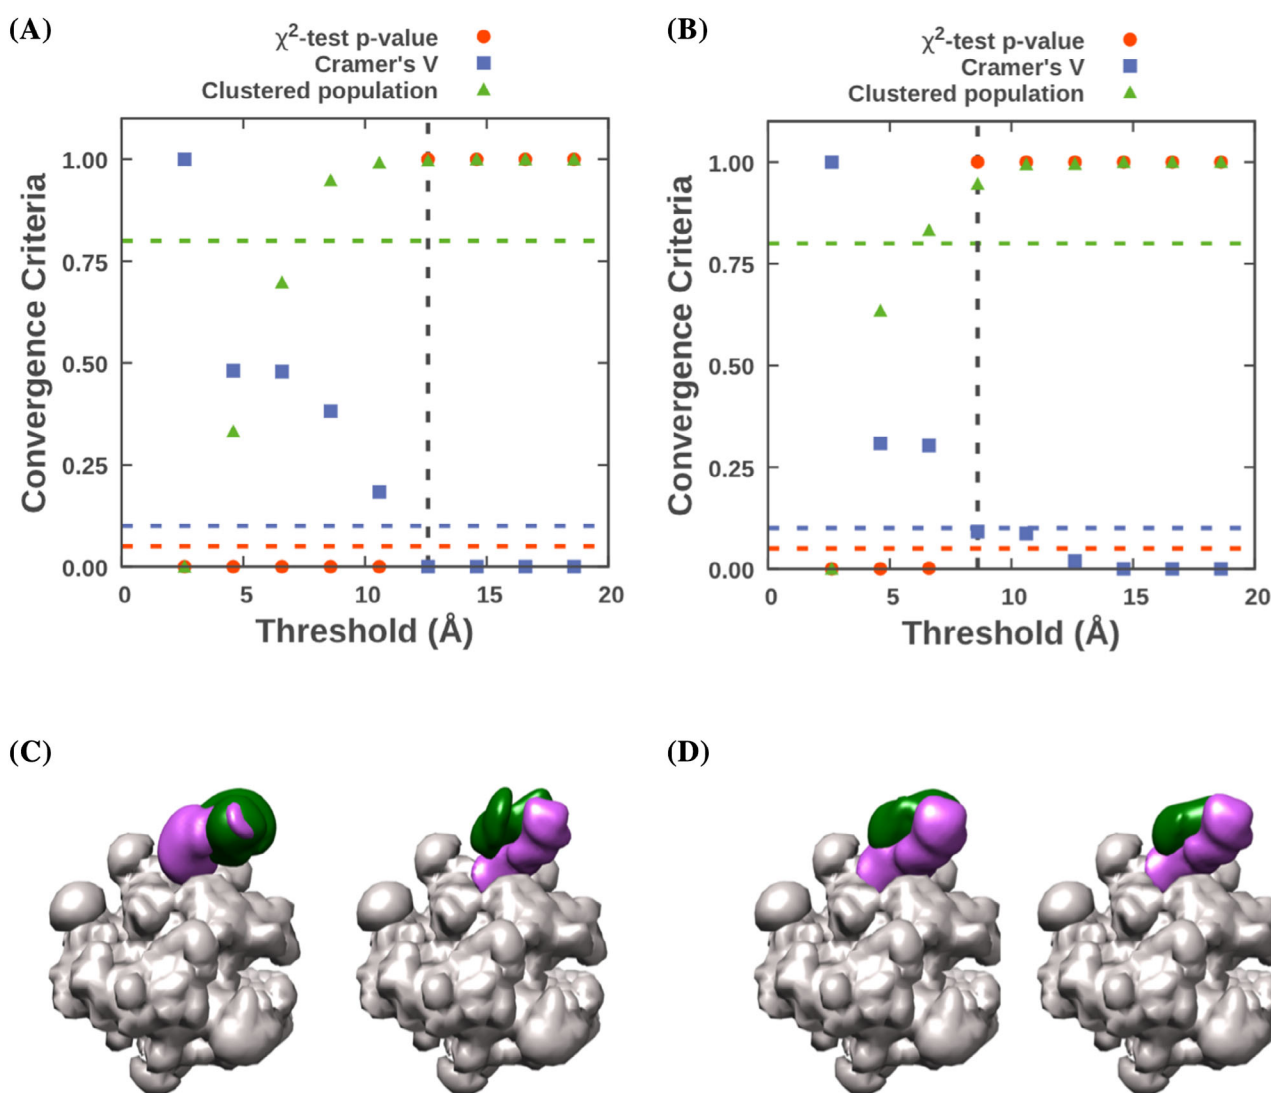 (A)
χ²-test p-value
Cramer's V
Clustered population
1.00
0.75
0.50
0.25
0.00
Convergence Criteria
0 5 10 15 20
Threshold (Å)
(B)
χ²-test p-value
Cramer's V
Clustered population
1.00
0.75
0.50
0.25
0.00
Convergence Criteria
0 5 10 15 20
Threshold (Å)
(C)
(D)